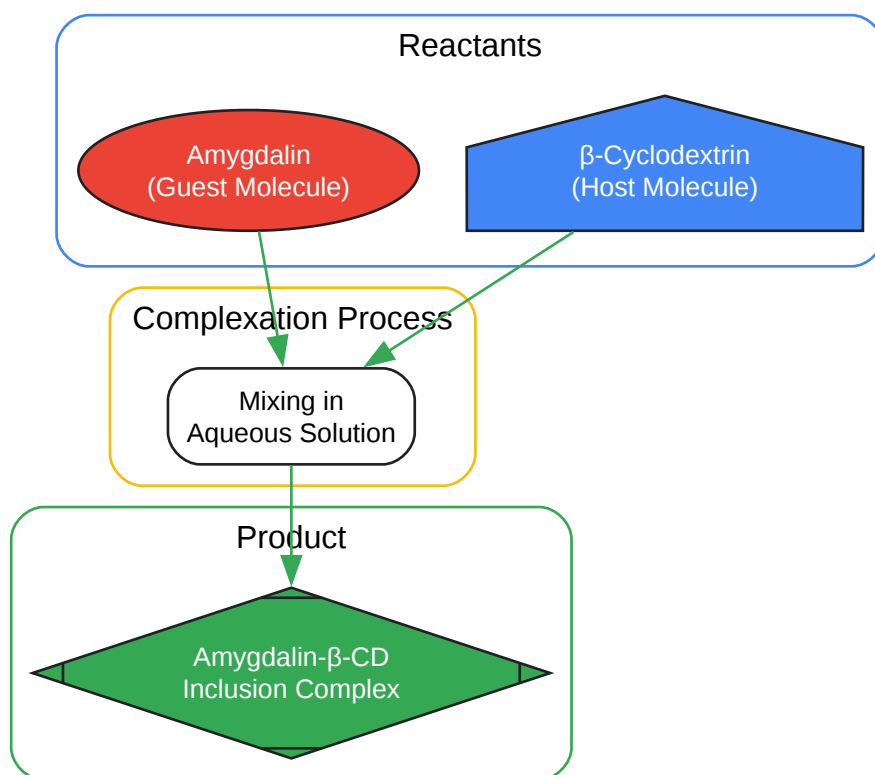 Reactants
Amygdalin
(Guest Molecule)
β-Cyclodextrin
(Host Molecule)
Complexation Process
Mixing in
Aqueous Solution
Product
Amygdalin-β-CD
Inclusion Complex